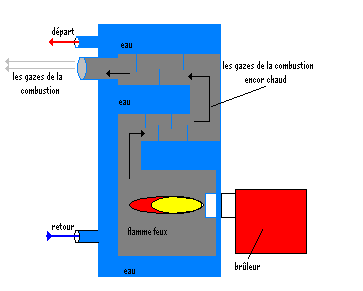 départ
eau
les gazes de la
combustion
les gazes de la combustion
encor chaud
eau
retour
flamme feux
brûleur
eau